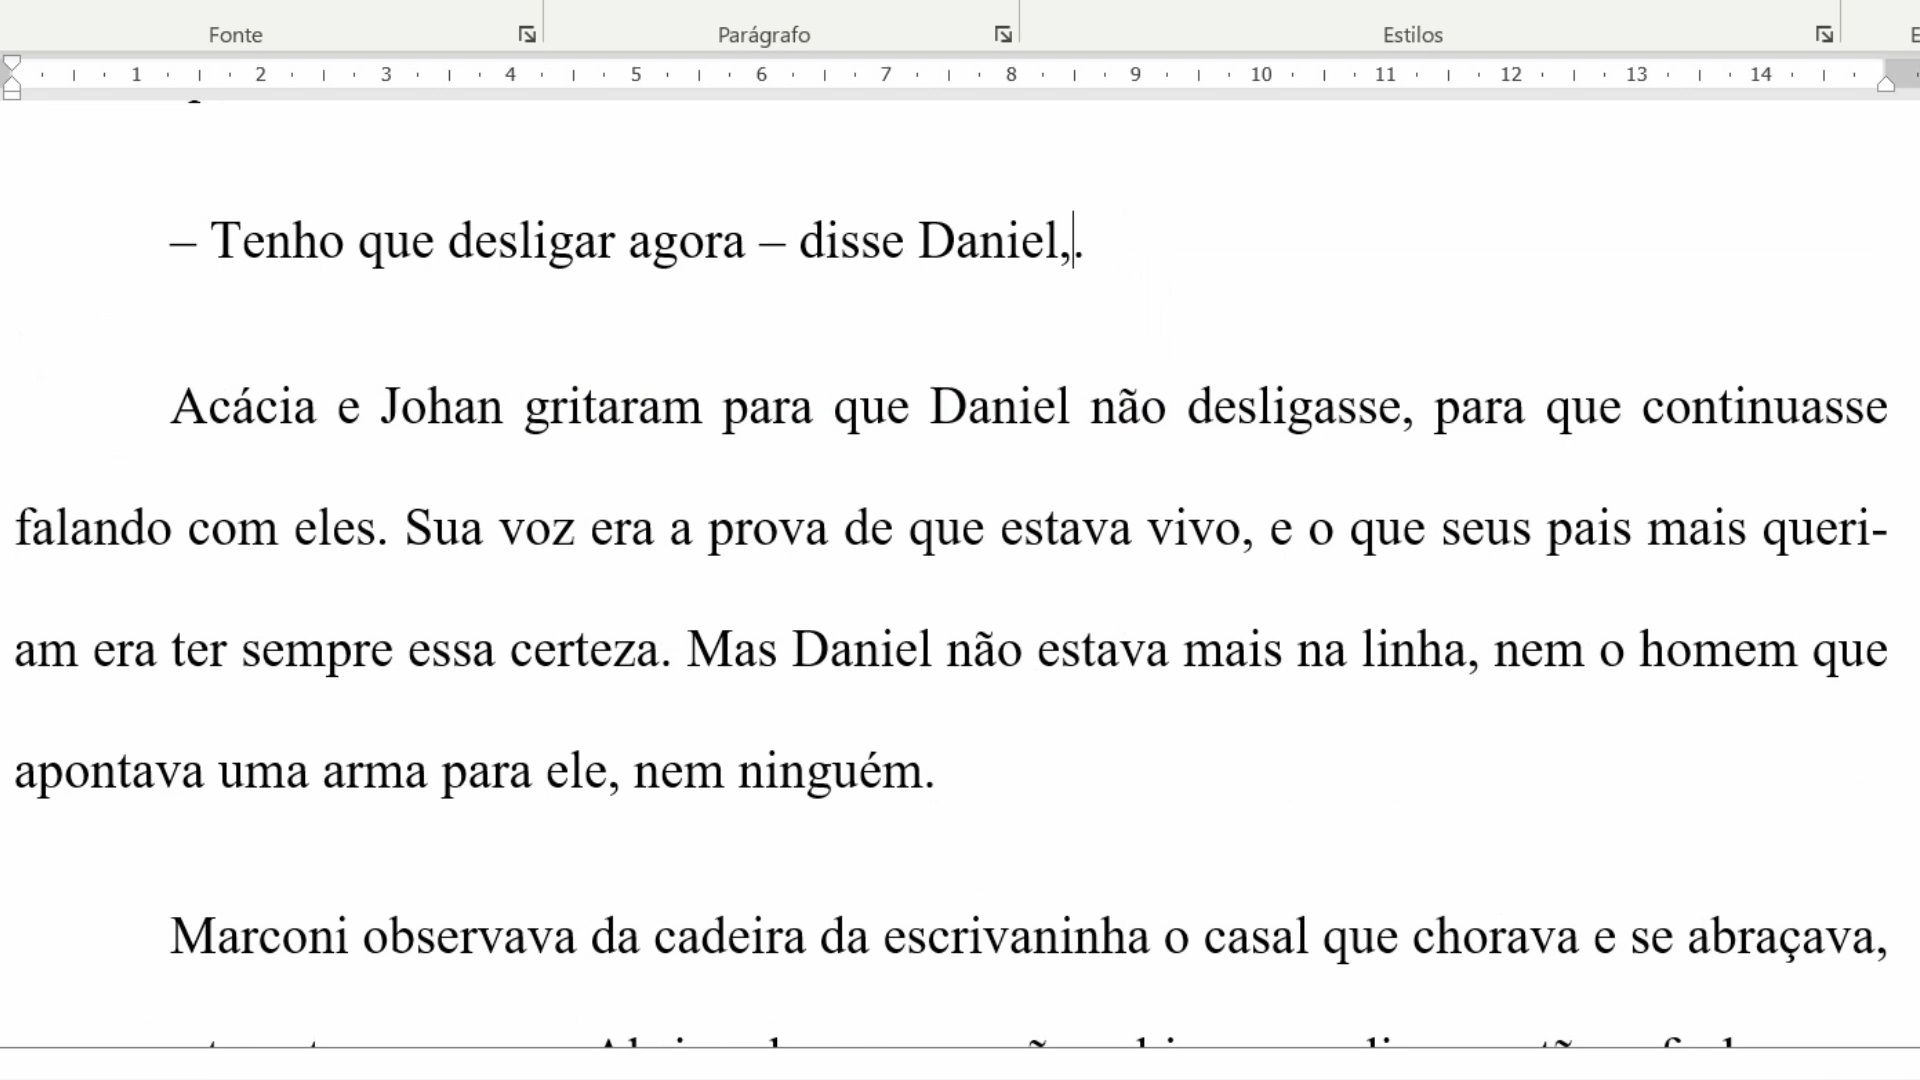 Fonte Parágrafo Estilos E
1 2 3 4 5 6 7 8 9 10 11 12 13 14
– Tenho que desligar agora – disse Daniel,.
Acácia e Johan gritaram para que Daniel não desligasse, para que continuasse
falando com eles. Sua voz era a prova de que estava vivo, e o que seus pais mais queri-
am era ter sempre essa certeza. Mas Daniel não estava mais na linha, nem o homem que
apontava uma arma para ele, nem ninguém.
Marconi observava da cadeira da escrivaninha o casal que chorava e se abraçava,